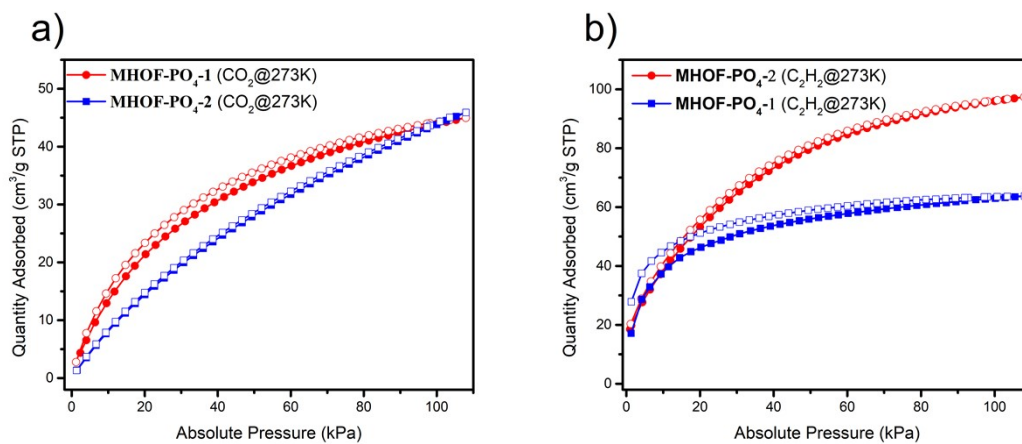 a)
MHOF-PO₄-1 (CO₂@273K)
MHOF-PO₄-2 (CO₂@273K)
Quantity Adsorbed (cm³/g STP)
50
40
30
20
10
0
0 20 40 60 80 100
Absolute Pressure (kPa)
b)
MHOF-PO₄-2 (C₂H₂@273K)
MHOF-PO₄-1 (C₂H₂@273K)
Quantity Adsorbed (cm³/g STP)
100
80
60
40
20
0
0 20 40 60 80 100
Absolute Pressure (kPa)